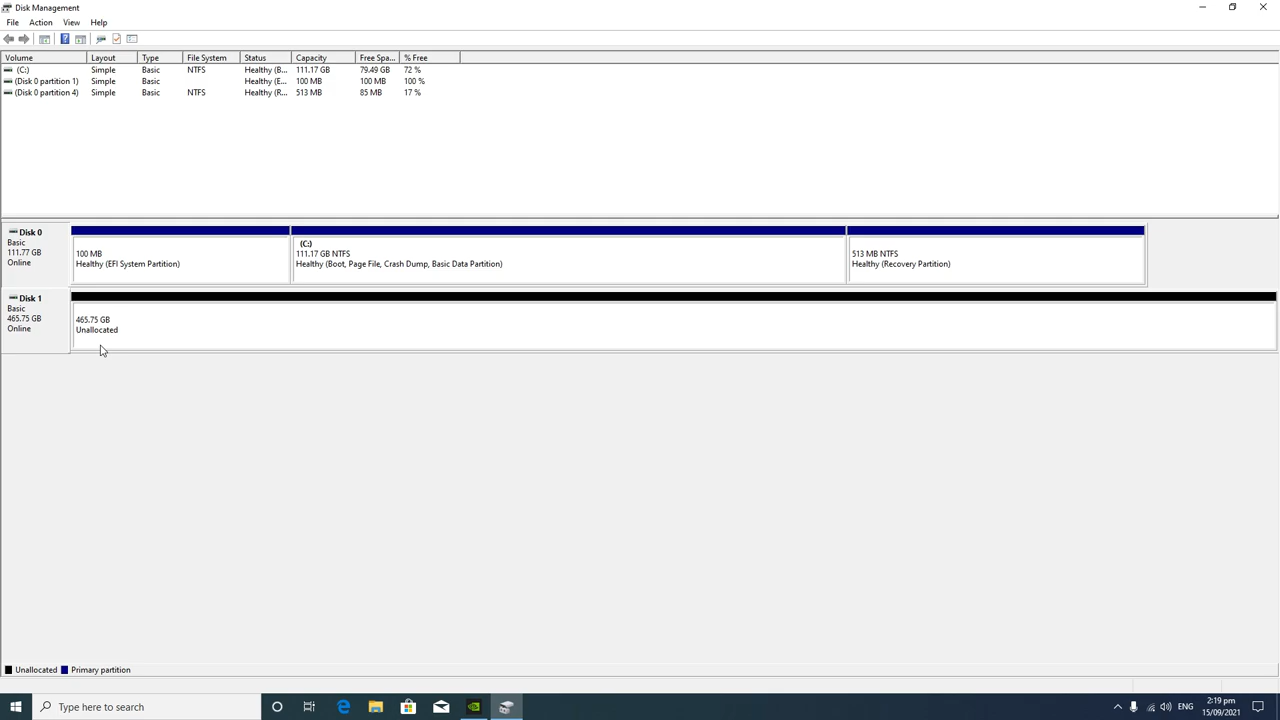 Disk Management
File Action View Help
Volume Layout Type File System Status Capacity Free Spa... % Free
(C:) Simple Basic NTFS Healthy (B... 111.17 GB 79.49 GB 72 %
(Disk 0 partition 1) Simple Basic Healthy (E... 100 MB 100 MB 100 %
(Disk 0 partition 4) Simple Basic NTFS Healthy (R... 513 MB 85 MB 17 %
Disk 0
Basic
111.77 GB
Online
100 MB
Healthy (EFI System Partition)
(C:)
111.17 GB NTFS
Healthy (Boot, Page File, Crash Dump, Basic Data Partition)
513 MB NTFS
Healthy (Recovery Partition)
Disk 1
Basic
465.75 GB
Online
465.75 GB
Unallocated
Unallocated Primary partition
Type here to search
ENG
2:19 pm
15/09/2021